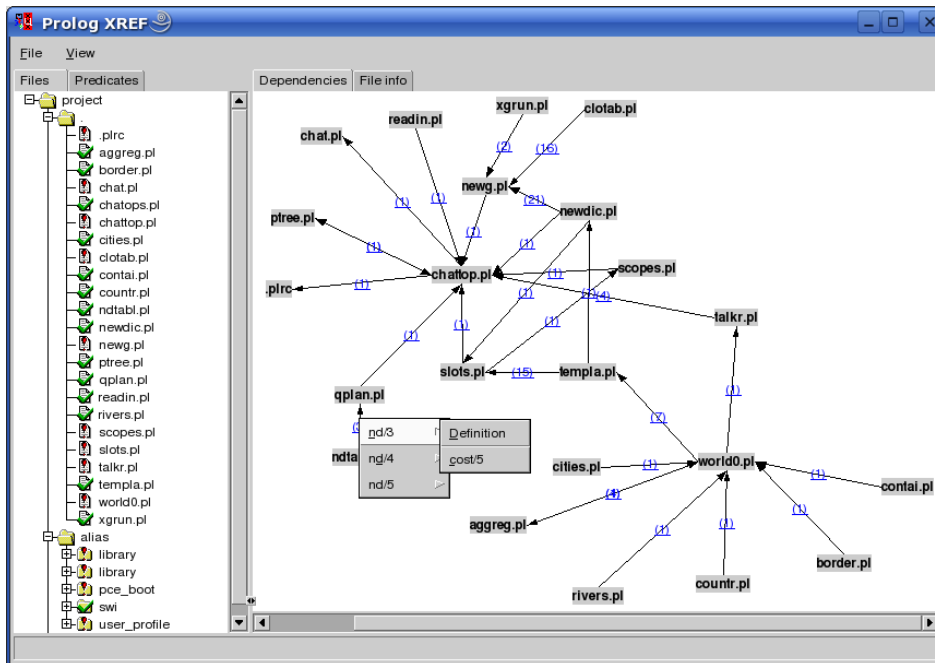 Prolog XREF
File View
Files Predicates
Dependencies File info
project
.
.plrc
aggreg.pl
border.pl
chat.pl
chatops.pl
chattop.pl
cities.pl
clotab.pl
contai.pl
countr.pl
ndtabl.pl
newdic.pl
newg.pl
ptree.pl
qplan.pl
readin.pl
rivers.pl
scopes.pl
slots.pl
talkr.pl
templa.pl
world0.pl
xgrun.pl
alias
library
library
pce_boot
swi
user_profile
xgrun.pl
clotab.pl
readin.pl
chat.pl
(2)
(16)
newg.pl
(1)
(1)
(21)
newdic.pl
ptree.pl
(1)
(1)
(1)
chattop.pl
(1)
scopes.pl
.plrc
(1)
(1)
(4)
talkr.pl
(1)
(1)
(1)
slots.pl
(15)
templa.pl
qplan.pl
(1)
(7)
nd/3
nd/4
nd/5
Definition
cost/5
cities.pl
(1)
world0.pl
(1)
contai.pl
(4)
aggreg.pl
(1)
(1)
(1)
border.pl
countr.pl
rivers.pl